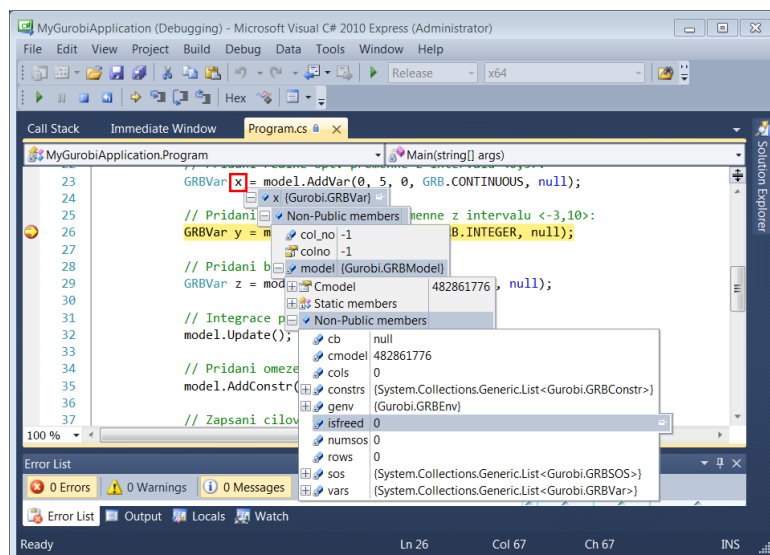 MyGurobiApplication (Debugging) - Microsoft Visual C# 2010 Express (Administrator)
File Edit View Project Build Debug Data Tools Window Help
Release x64
Hex
Call Stack Immediate Window Program.cs
MyGurobiApplication.Program Main(string[] args)
23 GRBVar x = model.AddVar(0, 5, 0, GRB.CONTINUOUS, null);
24 x {Gurobi.GRBVar}
25 // Pridani Non-Public members menne z intervalu <-3,10>:
26 GRBVar y = m col_no -1 B.INTEGER, null);
27 colno -1
28 // Pridani b model {Gurobi.GRBModel}
29 GRBVar z = mod Cmodel 482861776 , null);
30 Static members
31 // Integrace p Non-Public members
32 model.Update();
cb null
33 cmodel 482861776
34 // Pridani omeze cols 0
35 model.AddConstr( constrs {System.Collections.Generic.List<Gurobi.GRBConstr>}
36 genv {Gurobi.GRBEnv}
37 // Zapsani cilov isfreed 0
100 % numsos 0
rows 0
Error List sos {System.Collections.Generic.List<Gurobi.GRBSOS>}
0 Errors 0 Warnings 0 Messages vars {System.Collections.Generic.List<Gurobi.GRBVar>}
Error List Output Locals Watch
Ready Ln 26 Col 67 Ch 67 INS
Solution Explorer